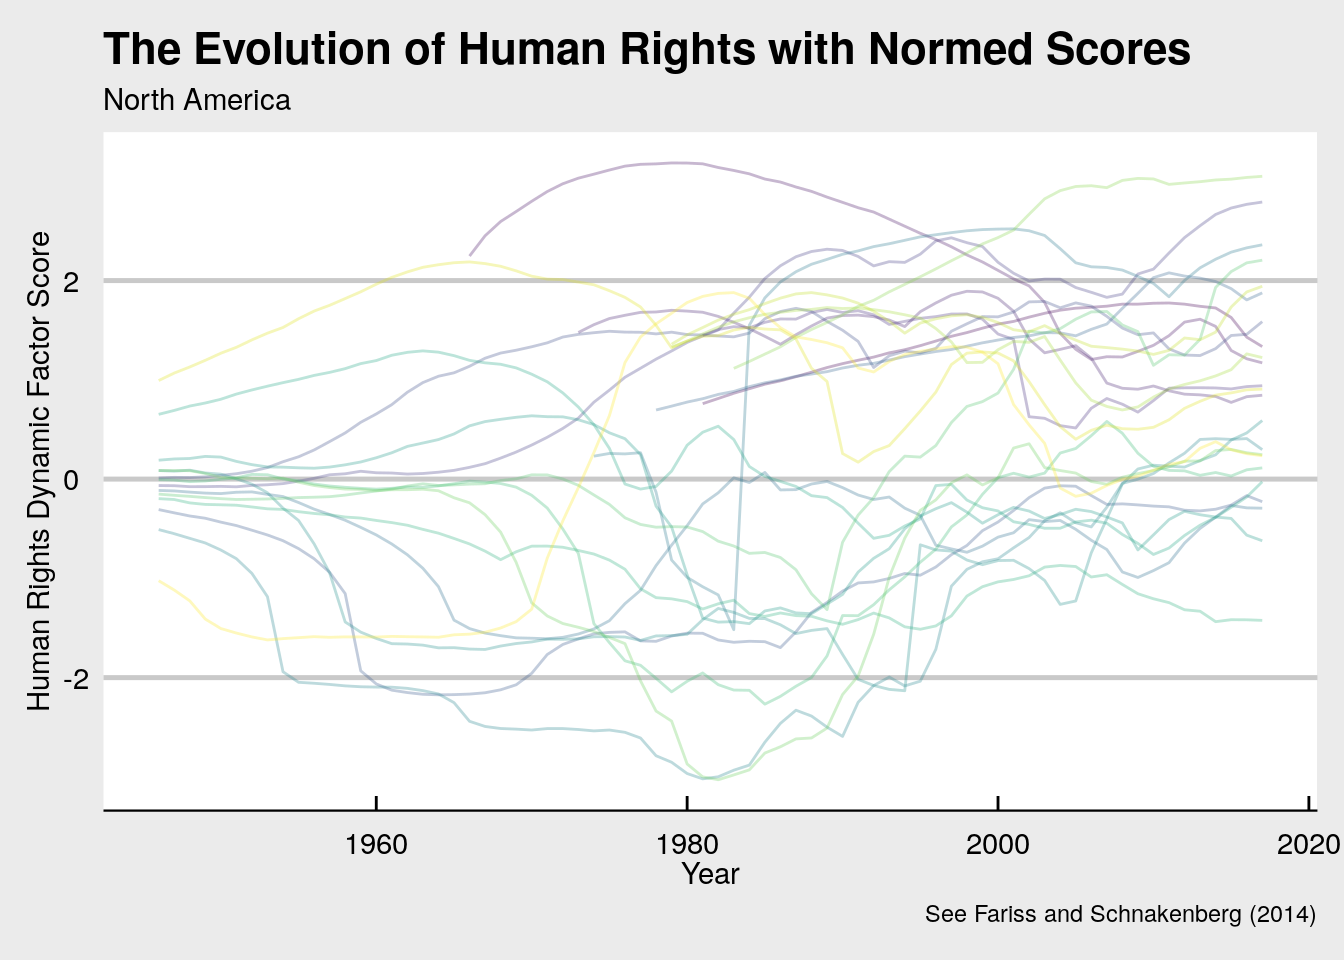 The Evolution of Human Rights with Normed Scores
North America
Human Rights Dynamic Factor Score
2
0
-2
1960
1980
2000
2020
Year
See Fariss and Schnakenberg (2014)